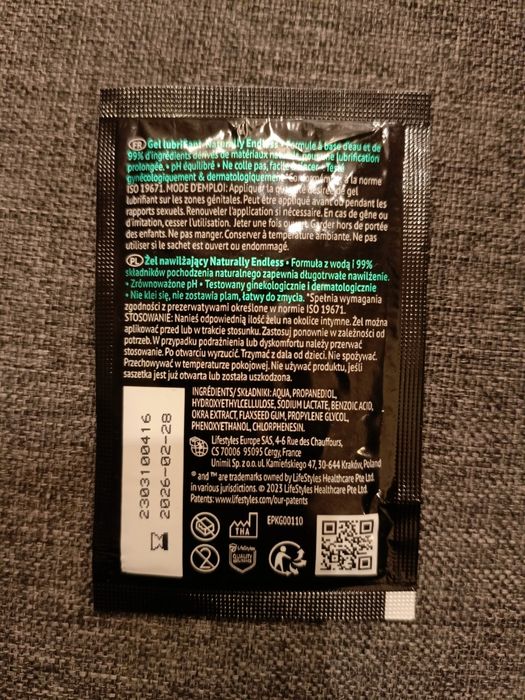 FR Gel lubrifiant Naturally Endless • Formule à base d'eau et de
99% d'ingrédients dérivés de matériaux naturels pour une lubrification
prolongée. • pH équilibré • Ne colle pas, facile à • Testé
gynécologiquement & dermatologiquement à la norme
ISO 19671. MODE D'EMPLOI: Appliquer la quantité désirée de gel
lubrifiant sur les zones génitales. Peut être appliqué avant ou pendant les
rapports sexuels. Renouveler l'application si nécessaire. En cas de gêne ou
d'irritation, cesser l'utilisation. Jeter une fois ouvert. Garder hors de portée
des enfants. Ne pas manger. Conserver à température ambiante. Ne pas
utiliser si le sachet est ouvert ou endommagé.
PL Żel nawilżający Naturally Endless • Formuła z wodą i 99%
składników pochodzenia naturalnego zapewnia długotrwałe nawilżenie.
• Zrównoważone pH • Testowany ginekologicznie i dermatologicznie
• Nie klei się, nie zostawia plam, łatwy do zmycia. *Spełnia wymagania
zgodności z prezerwatywami określone w normie ISO 19671.
STOSOWANIE: Nanieś odpowiednią ilość żelu na okolice intymne. Żel można
aplikować przed lub w trakcie stosunku. Zastosuj ponownie w zależności od
potrzeb. W przypadku podrażnienia lub dyskomfortu należy przerwać
stosowanie. Po otwarciu wyrzucić. Trzymać z dala od dzieci. Nie spożywać.
Przechowywać w temperaturze pokojowej. Nie używać produktu, jeśli
saszetka jest już otwarta lub została uszkodzona.
INGRÉDIENTS/ SKŁADNIKI: AQUA, PROPANEDIOL,
HYDROXYETHYLCELLULOSE, SODIUM LACTATE, BENZOIC ACID,
OKRA EXTRACT, FLAXSEED GUM, PROPYLENE GLYCOL,
PHENOXYETHANOL, CHLORPHENESIN.
Lifestyles Europe SAS, 4-6 Rue des Chauffours,
CS 70006 95095 Cergy, France
Unimil Sp. z o.o. ul. Kamieńskiego 47, 30-644 Kraków, Poland
® and ™ are trademarks owned by LifeStyles Healthcare Pte Ltd.
in various jurisdictions. © 2023 LifeStyles Healthcare Pte Ltd.
Patents: www.lifestyles.com/our-patents
2303100416
2026-02-28
THA
EPKG00110
LifeStyles
QUALITY